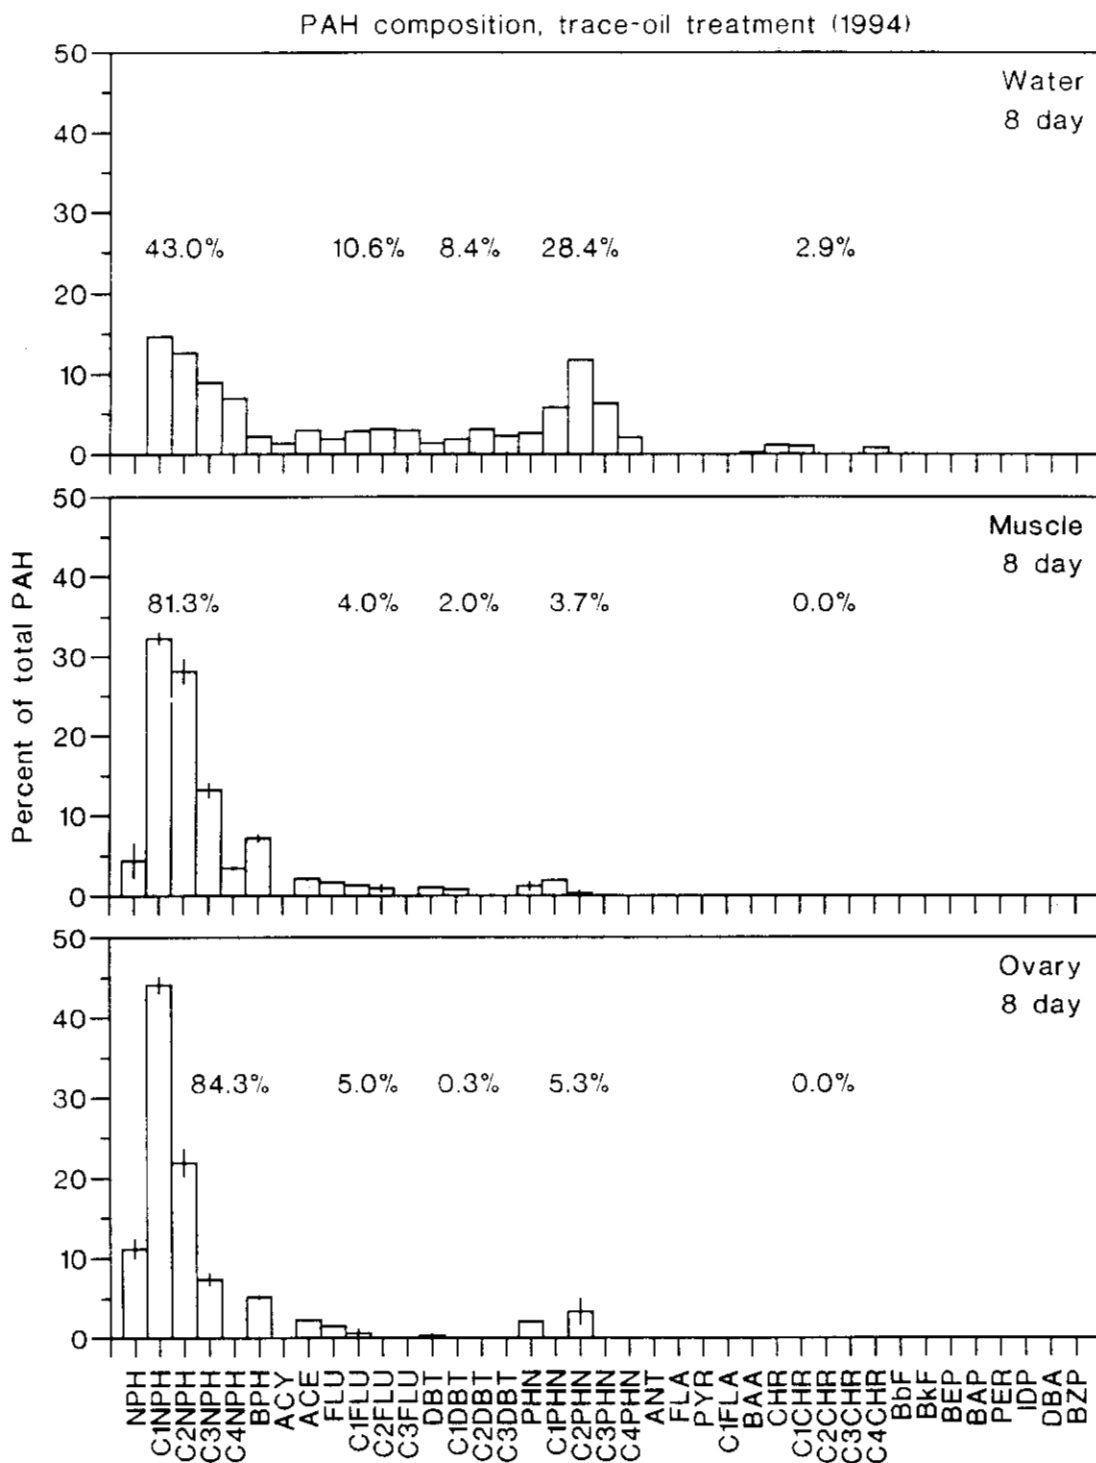 PAH composition, trace-oil treatment (1994)
Percent of total PAH
50
40
30
20
10
0
Water
8 day
43.0% 10.6% 8.4% 28.4% 2.9%
50
40
30
20
10
0
Muscle
8 day
81.3% 4.0% 2.0% 3.7% 0.0%
50
40
30
20
10
0
Ovary
8 day
84.3% 5.0% 0.3% 5.3% 0.0%
NPH
C1NPH
C2NPH
C3NPH
C4NPH
BPH
ACY
ACE
FLU
C1FLU
C2FLU
C3FLU
DBT
C1DBT
C2DBT
C3DBT
PHN
C1PHN
C2PHN
C3PHN
C4PHN
ANT
FLA
PYR
C1FLA
BAA
CHR
C1CHR
C2CHR
C3CHR
C4CHR
BbF
BkF
BEP
BAP
PER
IDP
DBA
BZP